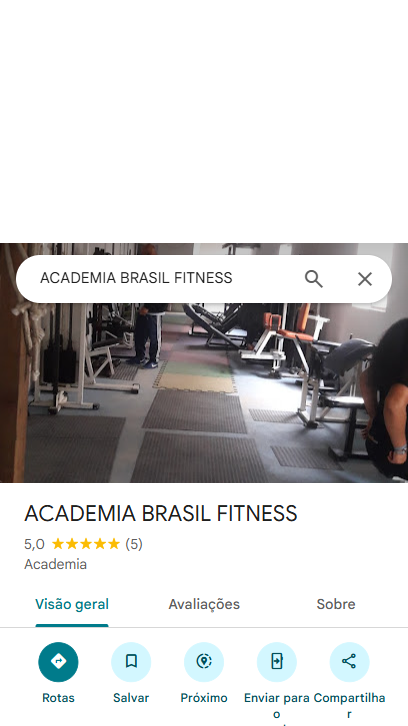 ACADEMIA BRASIL FITNESS
ACADEMIA BRASIL FITNESS
5,0 ★★★★★ (5)
Academia
Visão geral Avaliações Sobre
Rotas Salvar Próximo Enviar para Compartilha
o r